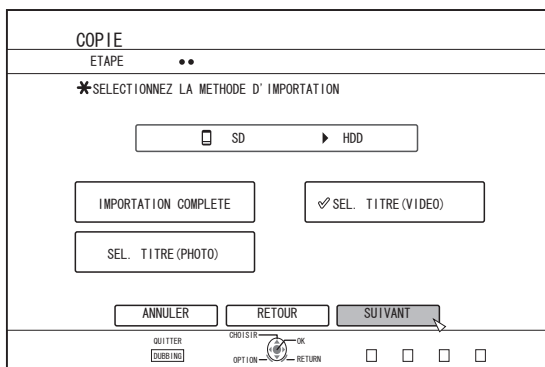 COPIE
ETAPE
SELECTIONNEZ LA METHODE D' IMPORTATION
SD HDD
IMPORTATION COMPLETE
SEL. TITRE(VIDEO)
SEL. TITRE(PHOTO)
ANNULER RETOUR SUIVANT
QUITTER
DUBBING
CHOISIR OK
OPTION RETURN